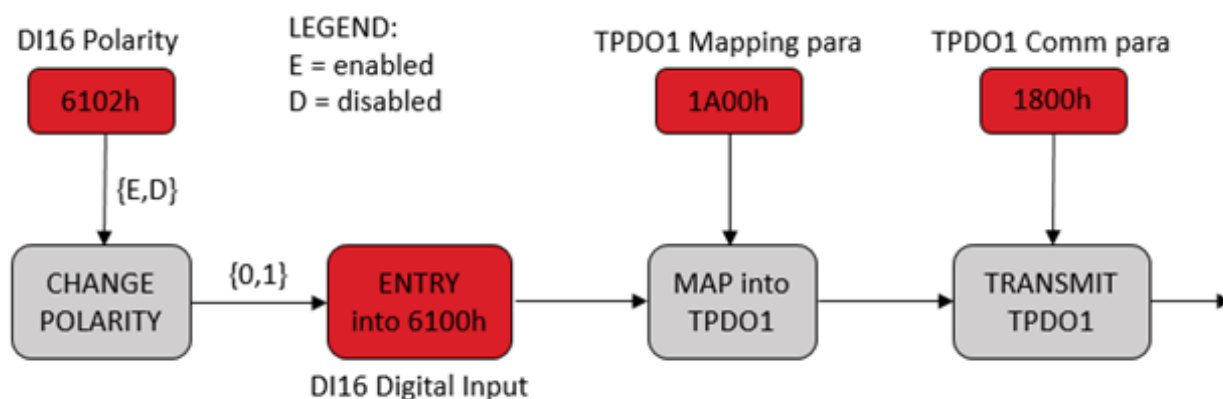 DI16 Polarity
6102h
LEGEND:
E = enabled
D = disabled
TPDO1 Mapping para
1A00h
TPDO1 Comm para
1800h
{E,D}
CHANGE
POLARITY
{0,1}
ENTRY
into 6100h
DI16 Digital Input
MAP into
TPDO1
TRANSMIT
TPDO1